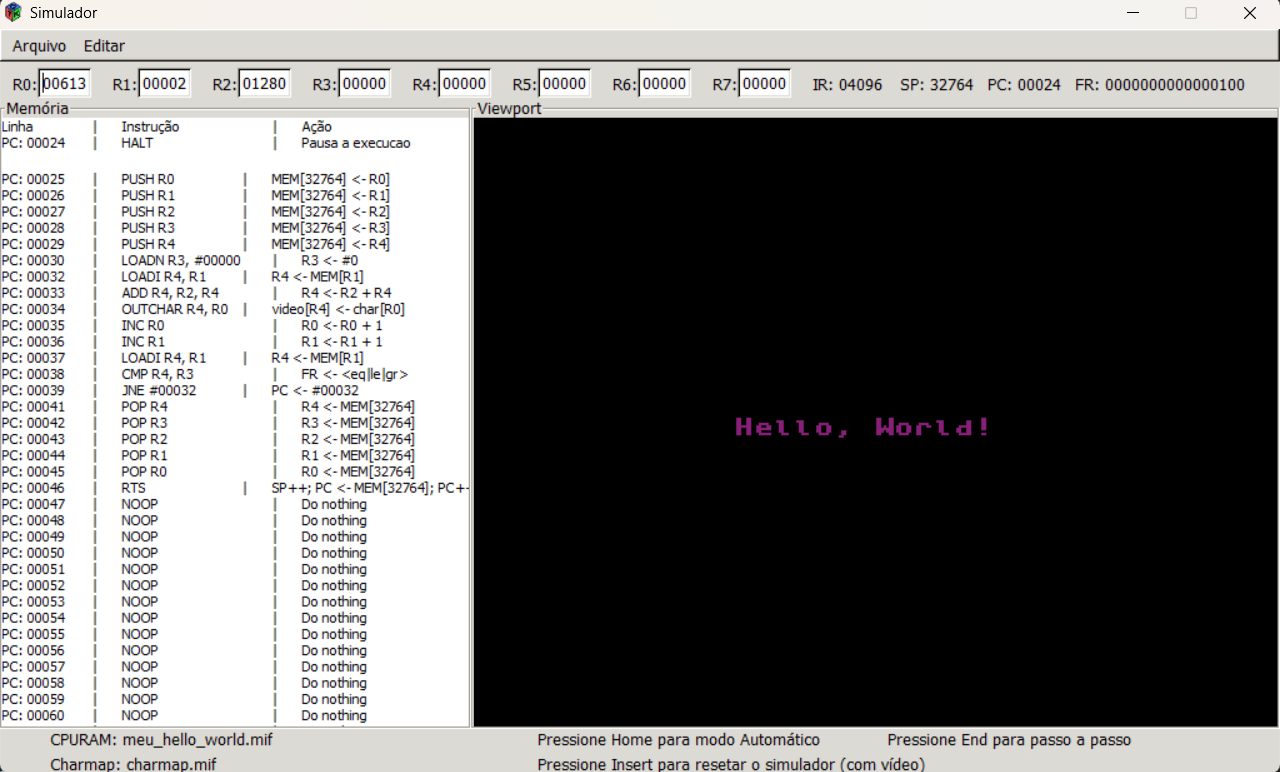 Simulador
Arquivo Editar
R0: 00613 R1: 00002 R2: 01280 R3: 00000 R4: 00000 R5: 00000 R6: 00000 R7: 00000 IR: 04096 SP: 32764 PC: 00024 FR: 0000000000000100
Memória Viewport
Linha | Instrução | Ação
PC: 00024 | HALT | Pausa a execucao
PC: 00025 | PUSH R0 | MEM[32764] <- R0]
PC: 00026 | PUSH R1 | MEM[32764] <- R1]
PC: 00027 | PUSH R2 | MEM[32764] <- R2]
PC: 00028 | PUSH R3 | MEM[32764] <- R3]
PC: 00029 | PUSH R4 | MEM[32764] <- R4]
PC: 00030 | LOADN R3, #00000 | R3 <- #0
PC: 00032 | LOADI R4, R1 | R4 <- MEM[R1]
PC: 00033 | ADD R4, R2, R4 | R4 <- R2 + R4
PC: 00034 | OUTCHAR R4, R0 | video[R4] <- char[R0]
PC: 00035 | INC R0 | R0 <- R0 + 1
PC: 00036 | INC R1 | R1 <- R1 + 1
PC: 00037 | LOADI R4, R1 | R4 <- MEM[R1]
PC: 00038 | CMP R4, R3 | FR <- <eq|le|gr>
PC: 00039 | JNE #00032 | PC <- #00032
PC: 00041 | POP R4 | R4 <- MEM[32764]
PC: 00042 | POP R3 | R3 <- MEM[32764]
PC: 00043 | POP R2 | R2 <- MEM[32764]
PC: 00044 | POP R1 | R1 <- MEM[32764]
PC: 00045 | POP R0 | R0 <- MEM[32764]
PC: 00046 | RTS | SP++; PC <- MEM[32764]; PC+-
PC: 00047 | NOOP | Do nothing
PC: 00048 | NOOP | Do nothing
PC: 00049 | NOOP | Do nothing
PC: 00050 | NOOP | Do nothing
PC: 00051 | NOOP | Do nothing
PC: 00052 | NOOP | Do nothing
PC: 00053 | NOOP | Do nothing
PC: 00054 | NOOP | Do nothing
PC: 00055 | NOOP | Do nothing
PC: 00056 | NOOP | Do nothing
PC: 00057 | NOOP | Do nothing
PC: 00058 | NOOP | Do nothing
PC: 00059 | NOOP | Do nothing
PC: 00060 | NOOP | Do nothing
Hello, World!
CPURAM: meu_hello_world.mif Pressione Home para modo Automático Pressione End para passo a passo
Charmap: charmap.mif Pressione Insert para resetar o simulador (com vídeo)